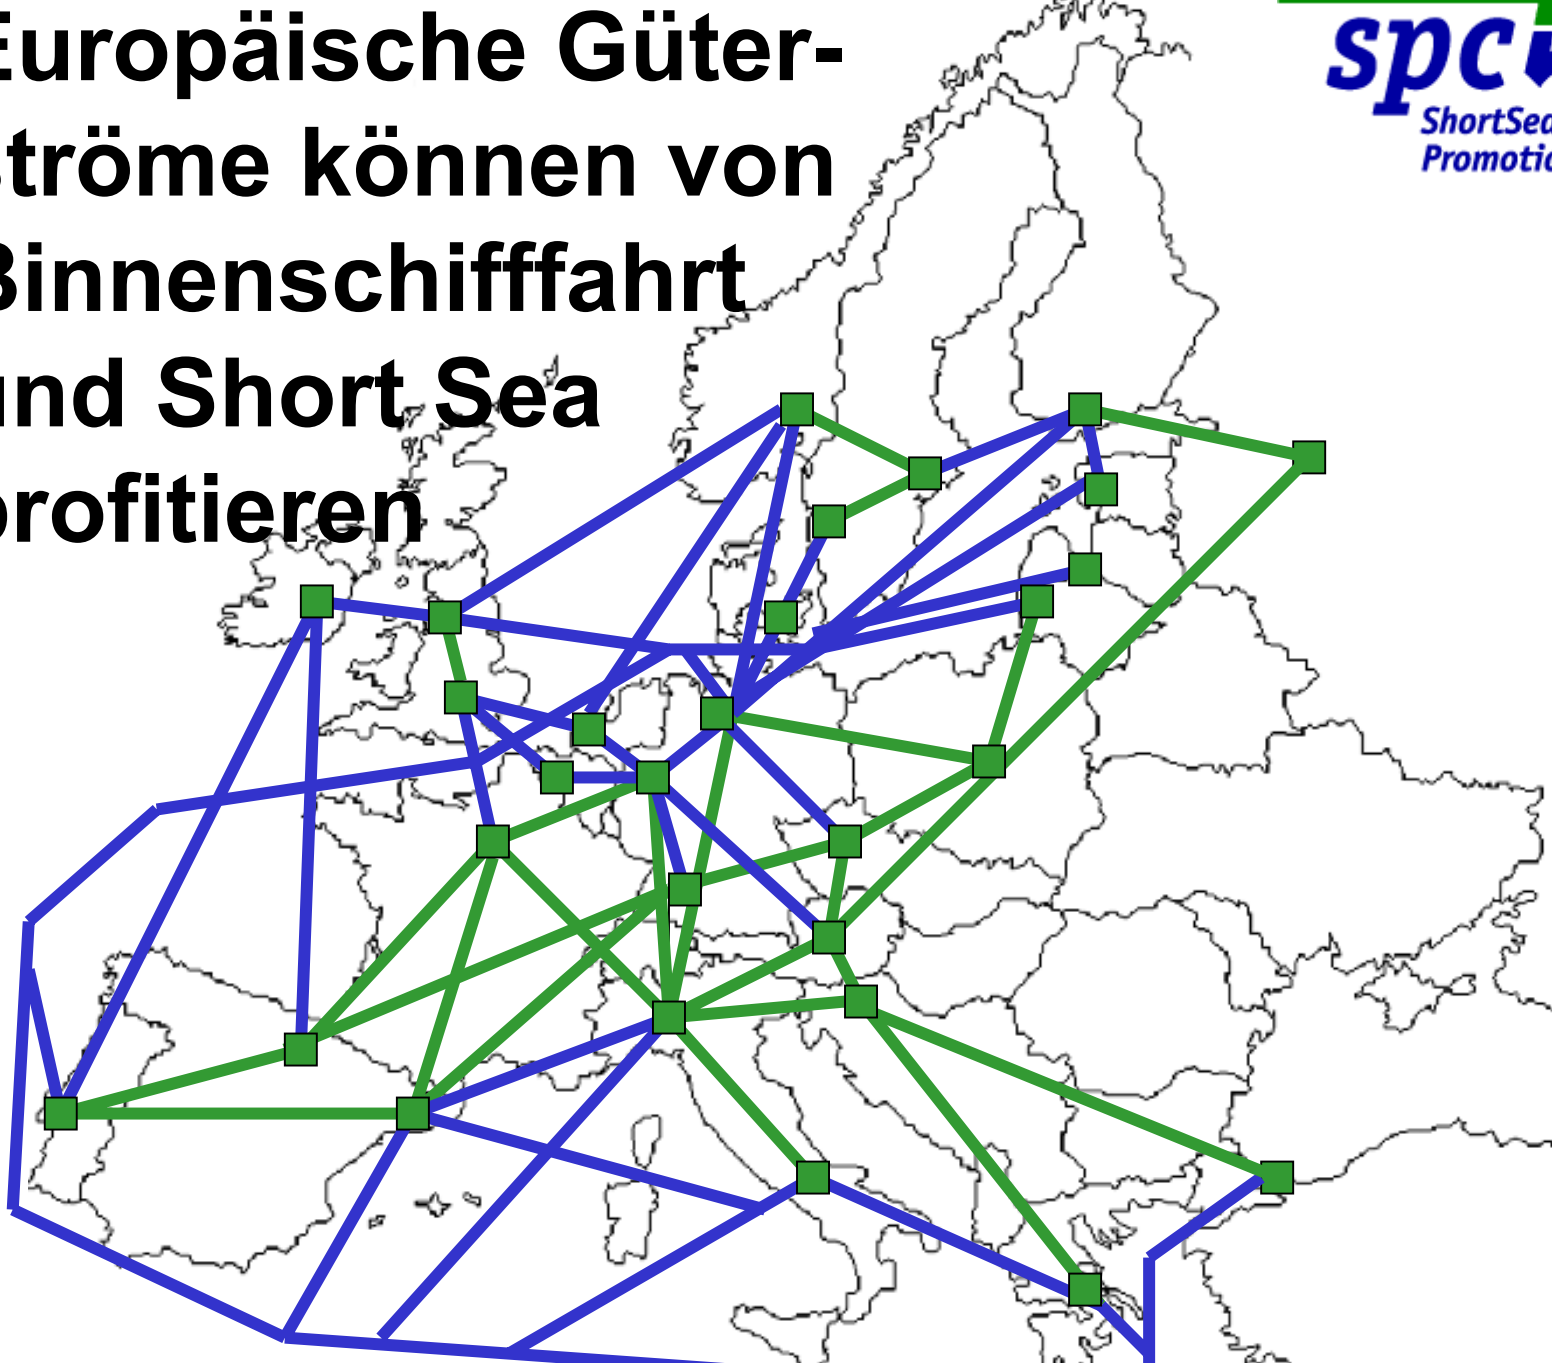 Europäische Güter-
ströme können von
Binnenschifffahrt
und Short Sea
profitieren
spc
ShortSea
Promotio